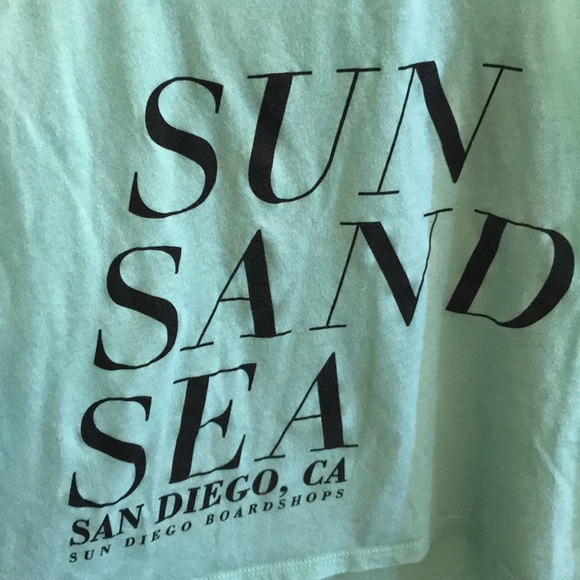 SUN
SAND
SEA
SAN DIEGO, CA
SUN DIEGO BOARDSHOPS